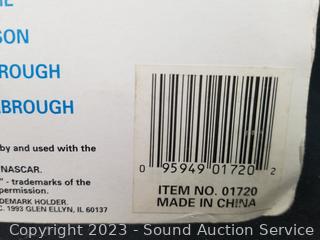 SON
ROUGH
BROUGH
by and used with the
NASCAR.
" - trademarks of the
permission.
DEMARK HOLDER.
C. 1993 GLEN ELLYN, IL 60137
0 95949 01720 2
ITEM NO. 01720
MADE IN CHINA
Copyright 2023 - Sound Auction Service